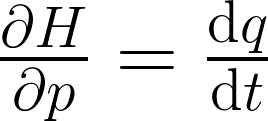 ∂H/∂p = dq/dt